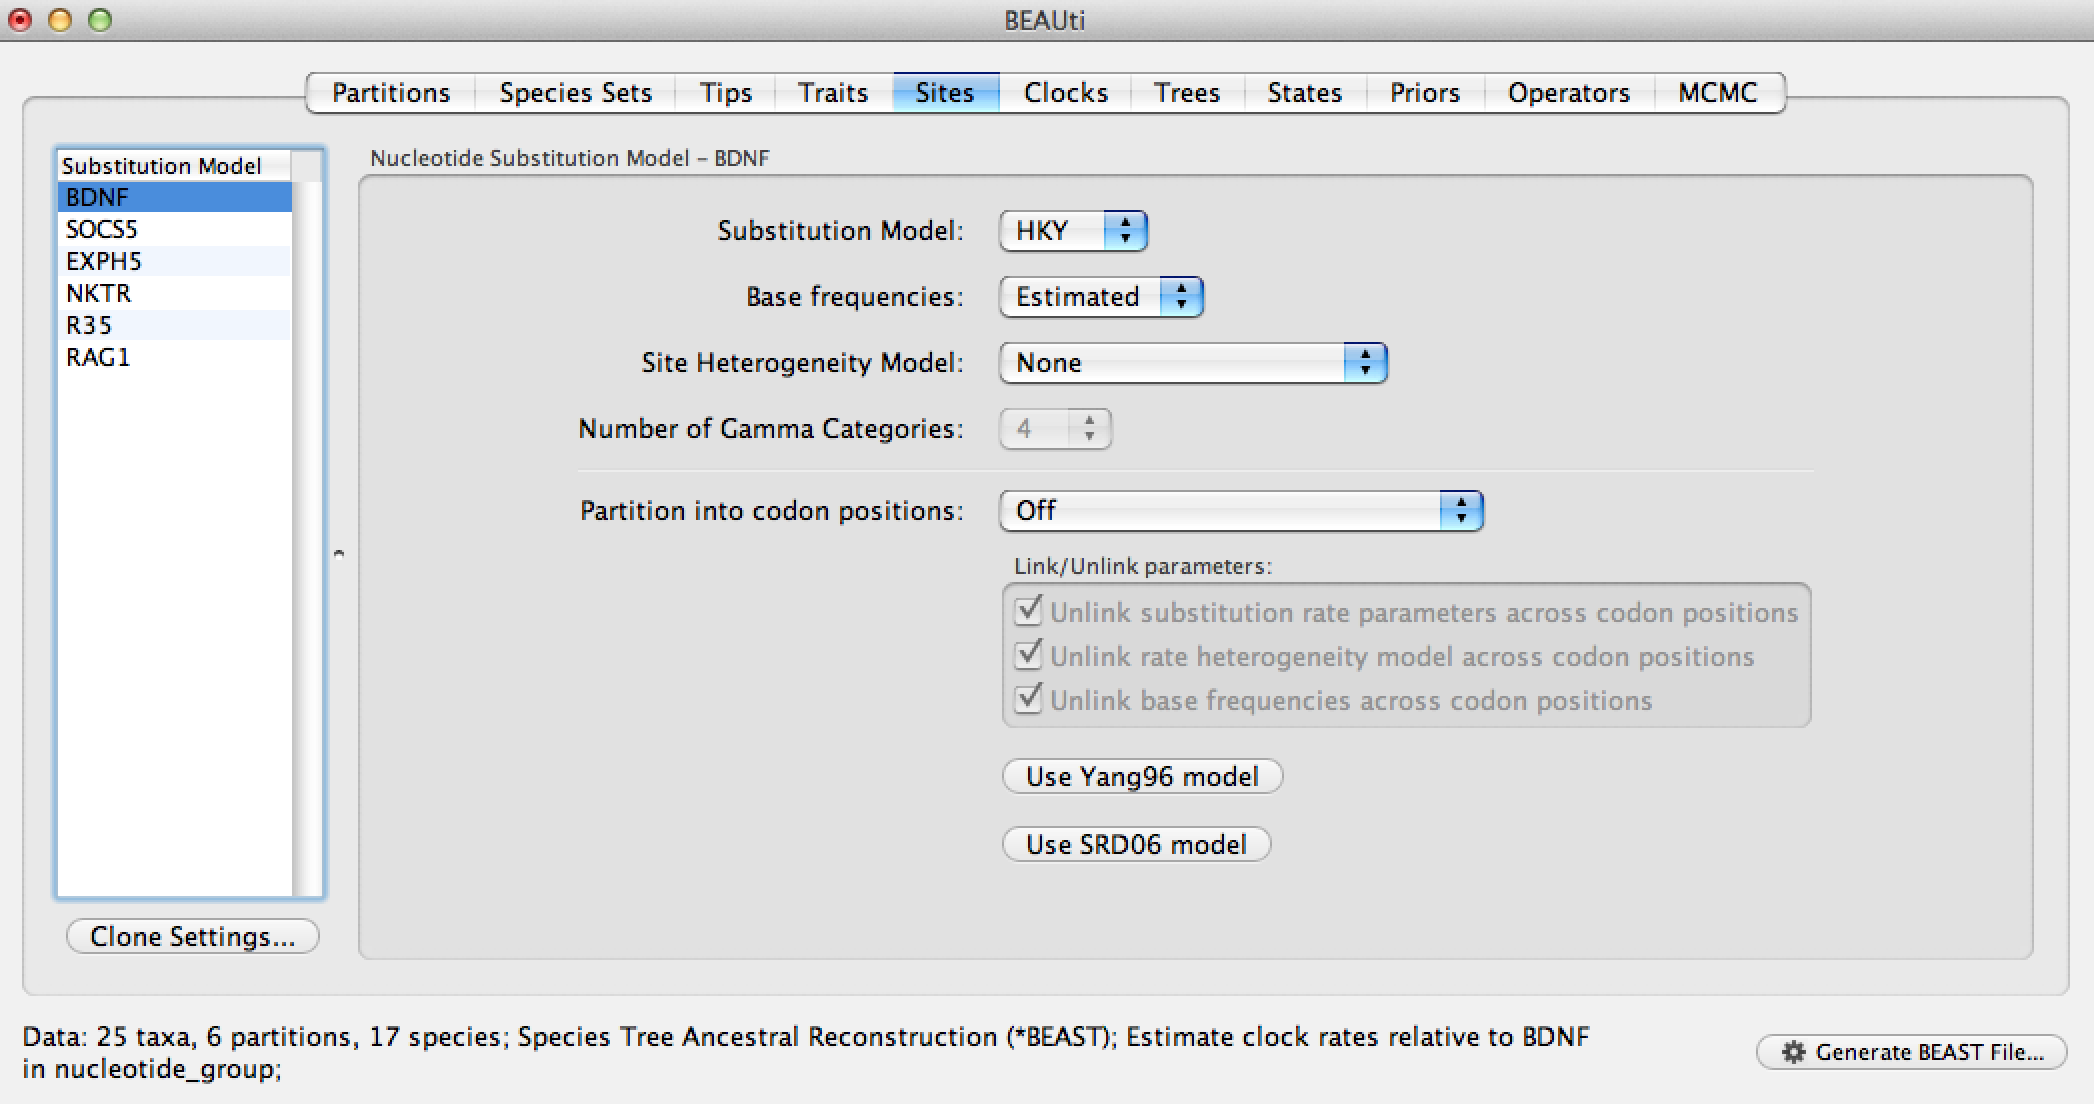 BEAUti
Partitions Species Sets Tips Traits Sites Clocks Trees States Priors Operators MCMC
Substitution Model
BDNF
SOCS5
EXPH5
NKTR
R35
RAG1
Clone Settings...
Nucleotide Substitution Model – BDNF
Substitution Model: HKY
Base frequencies: Estimated
Site Heterogeneity Model: None
Number of Gamma Categories: 4
Partition into codon positions: Off
Link/Unlink parameters:
Unlink substitution rate parameters across codon positions
Unlink rate heterogeneity model across codon positions
Unlink base frequencies across codon positions
Use Yang96 model
Use SRD06 model
Data: 25 taxa, 6 partitions, 17 species; Species Tree Ancestral Reconstruction (*BEAST); Estimate clock rates relative to BDNF
in nucleotide_group;
Generate BEAST File...